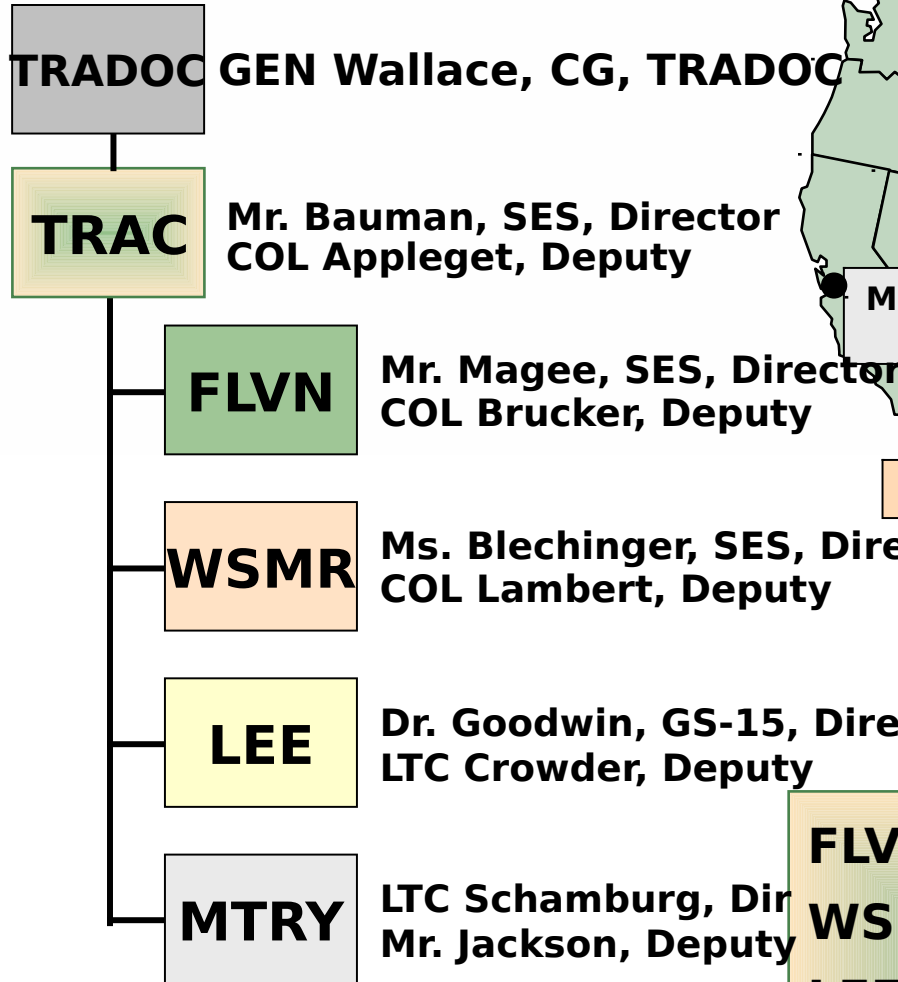 TRADOC
GEN Wallace, CG, TRADOC
TRAC
Mr. Bauman, SES, Director
COL Appleget, Deputy
M
FLVN
Mr. Magee, SES, Director
COL Brucker, Deputy
WSMR
Ms. Blechinger, SES, Dire
COL Lambert, Deputy
LEE
Dr. Goodwin, GS-15, Dire
LTC Crowder, Deputy
MTRY
LTC Schamburg, Dir
Mr. Jackson, Deputy
FLV
WS